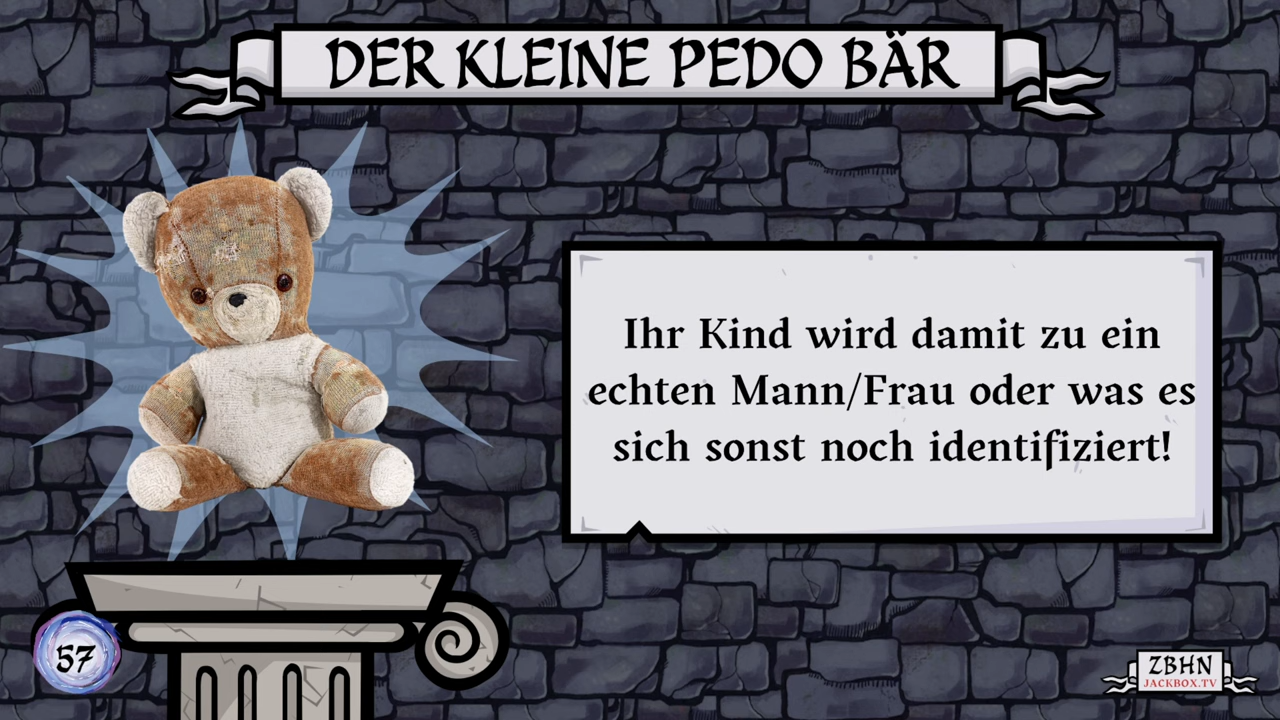 DER KLEINE PEDO BÄR
Ihr Kind wird damit zu ein
echten Mann/Frau oder was es
sich sonst noch identifiziert!
57
ZBHN
JACKBOX.TV